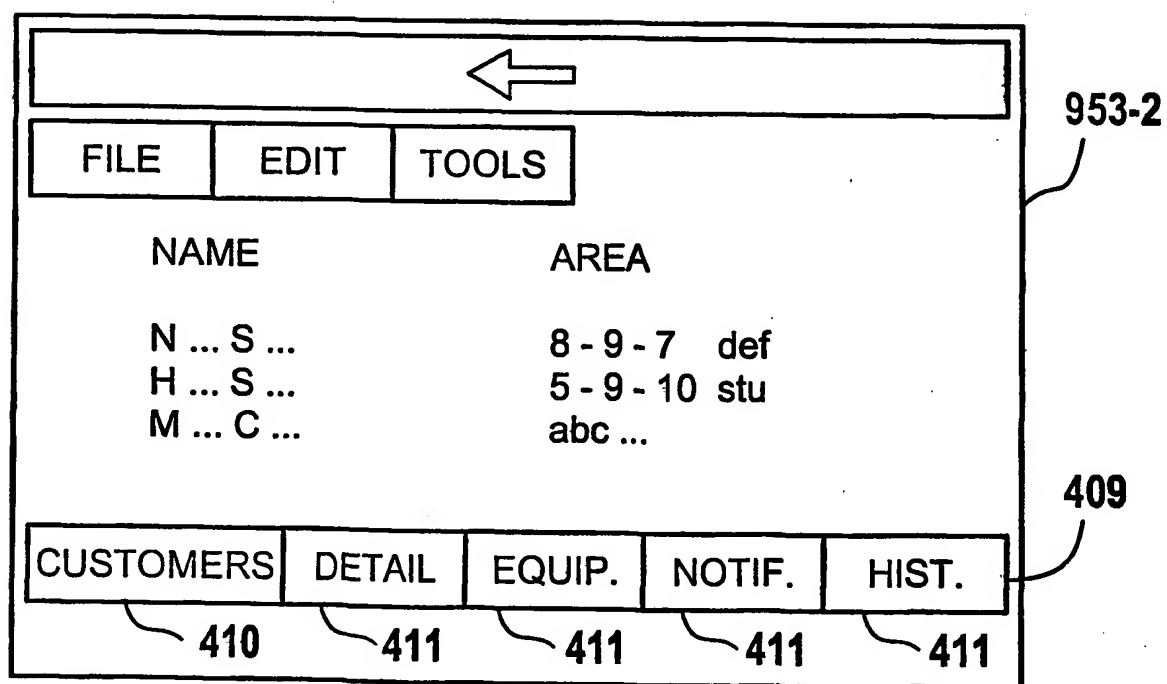 953-2
FILE EDIT TOOLS
NAME AREA
N ... S ... 8 - 9 - 7 def
H ... S ... 5 - 9 - 10 stu
M ... C ... abc ...
409
CUSTOMERS DETAIL EQUIP. NOTIF. HIST.
410 411 411 411 411